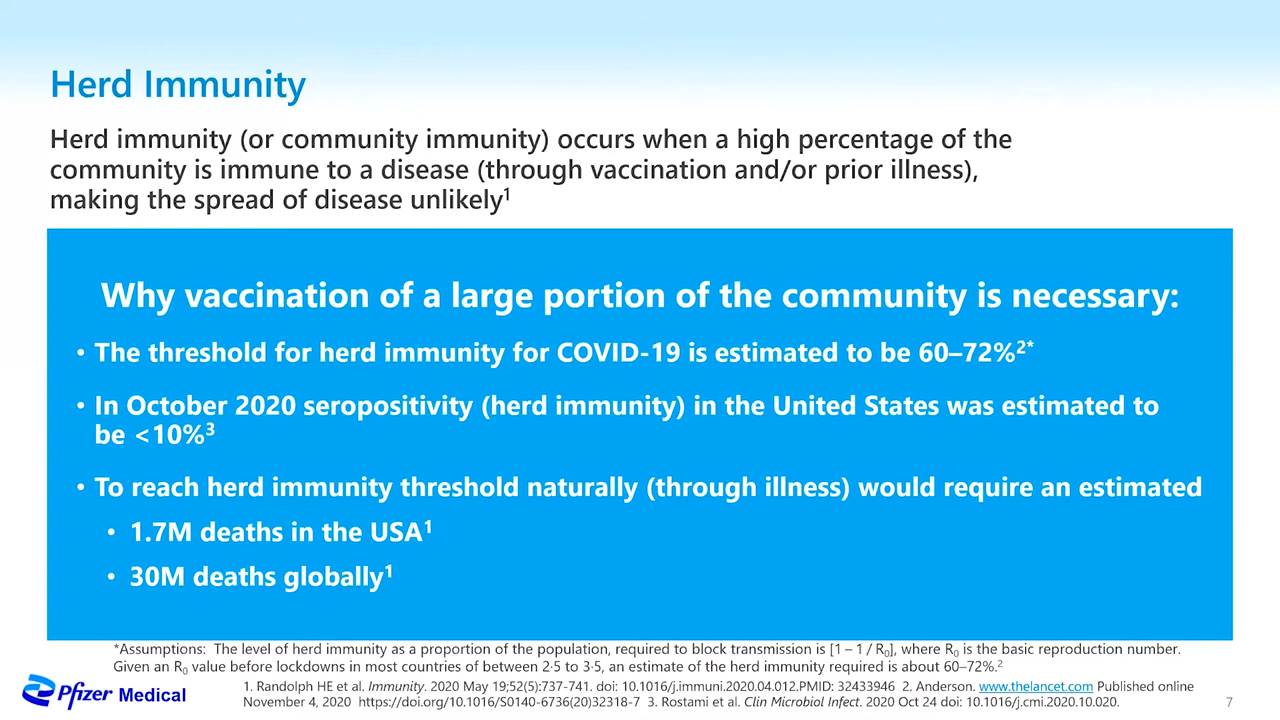 Herd Immunity
Herd immunity (or community immunity) occurs when a high percentage of the
community is immune to a disease (through vaccination and/or prior illness),
making the spread of disease unlikely¹
Why vaccination of a large portion of the community is necessary:
• The threshold for herd immunity for COVID-19 is estimated to be 60–72%²*
• In October 2020 seropositivity (herd immunity) in the United States was estimated to
be <10%³
• To reach herd immunity threshold naturally (through illness) would require an estimated
• 1.7M deaths in the USA¹
• 30M deaths globally¹
*Assumptions: The level of herd immunity as a proportion of the population, required to block transmission is [1 – 1 / R₀], where R₀ is the basic reproduction number.
Given an R₀ value before lockdowns in most countries of between 2·5 to 3·5, an estimate of the herd immunity required is about 60–72%.²
1. Randolph HE et al. Immunity. 2020 May 19;52(5):737-741. doi: 10.1016/j.immuni.2020.04.012.PMID: 32433946 2. Anderson. www.thelancet.com Published online
November 4, 2020 https://doi.org/10.1016/S0140-6736(20)32318-7 3. Rostami et al. Clin Microbiol Infect. 2020 Oct 24 doi: 10.1016/j.cmi.2020.10.020.
Pfizer Medical
7